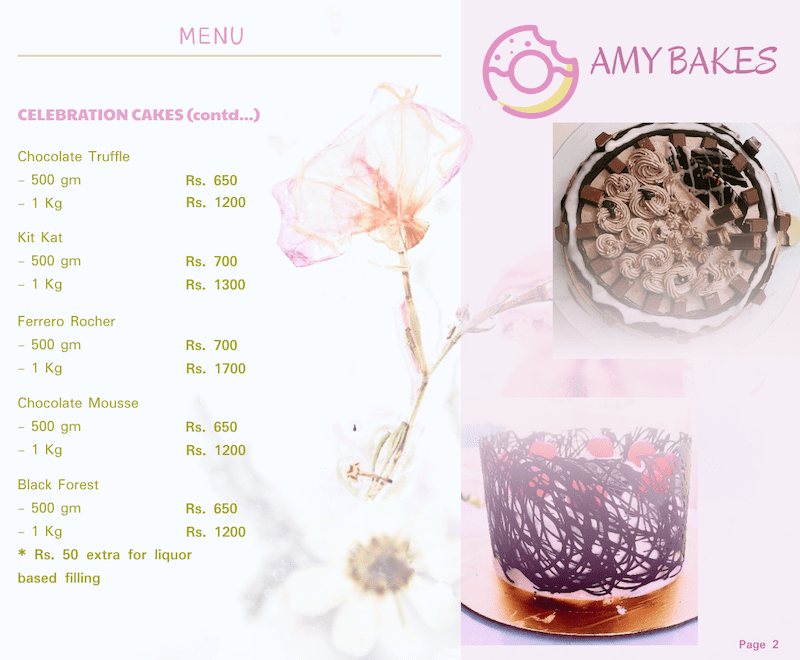 MENU
AMY BAKES
CELEBRATION CAKES (contd...)
Chocolate Truffle
– 500 gm Rs. 650
– 1 Kg Rs. 1200
Kit Kat
– 500 gm Rs. 700
– 1 Kg Rs. 1300
Ferrero Rocher
– 500 gm Rs. 700
– 1 Kg Rs. 1700
Chocolate Mousse
– 500 gm Rs. 650
– 1 Kg Rs. 1200
Black Forest
– 500 gm Rs. 650
– 1 Kg Rs. 1200
* Rs. 50 extra for liquor
based filling
Page 2